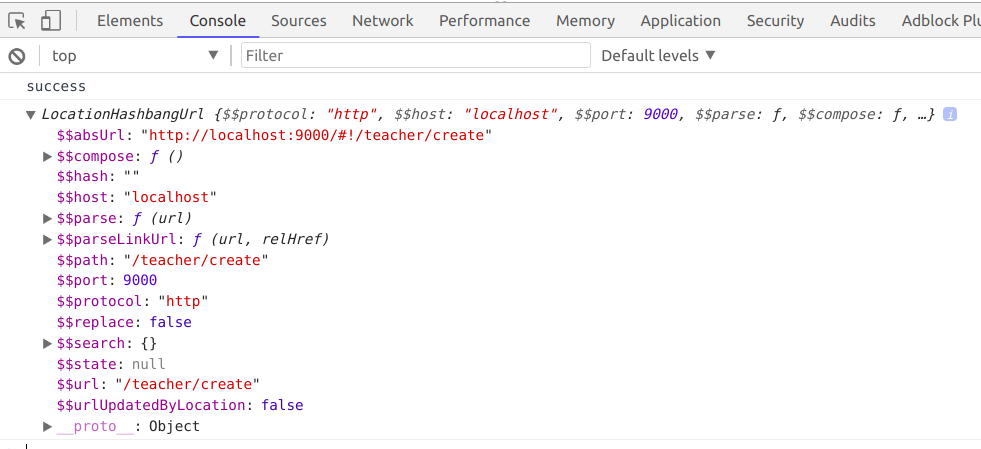 Elements Console Sources Network Performance Memory Application Security Audits Adblock Plu
top Filter Default levels
success
LocationHashbangUrl {$$protocol: "http", $$host: "localhost", $$port: 9000, $$parse: ƒ, $$compose: ƒ, …} i
$$absUrl: "http://localhost:9000/#!/teacher/create"
$$compose: ƒ ()
$$hash: ""
$$host: "localhost"
$$parse: ƒ (url)
$$parseLinkUrl: ƒ (url, relHref)
$$path: "/teacher/create"
$$port: 9000
$$protocol: "http"
$$replace: false
$$search: {}
$$state: null
$$url: "/teacher/create"
$$urlUpdatedByLocation: false
__proto__: Object